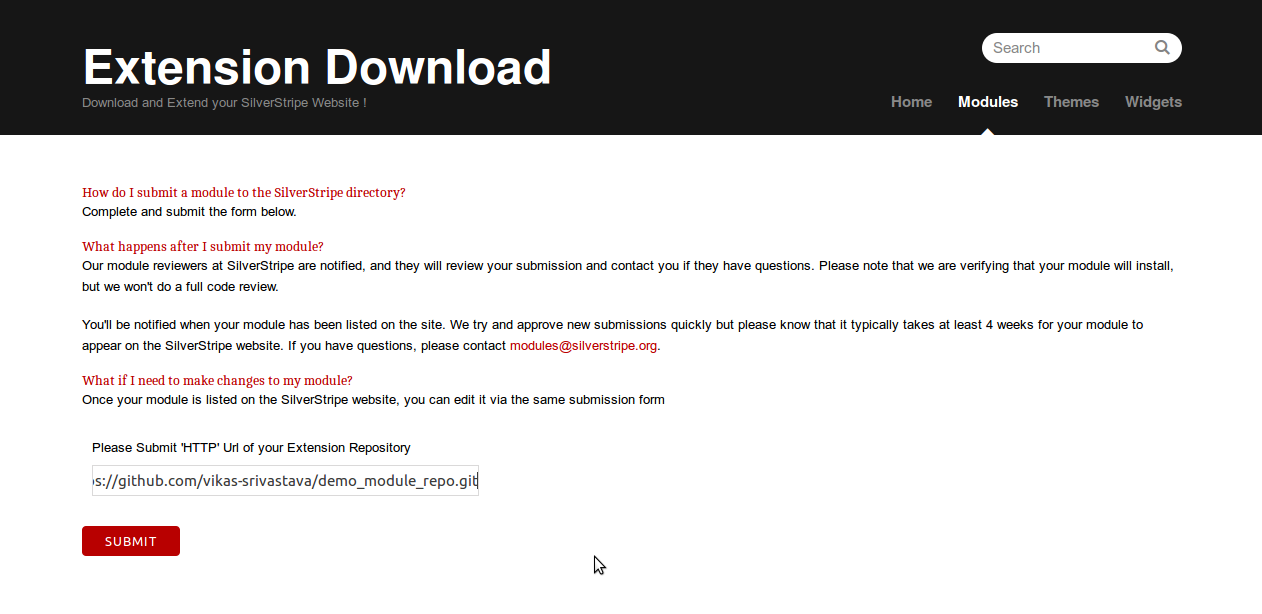 Extension Download
Download and Extend your SilverStripe Website !
Search
Home Modules Themes Widgets
How do I submit a module to the SilverStripe directory?
Complete and submit the form below.
What happens after I submit my module?
Our module reviewers at SilverStripe are notified, and they will review your submission and contact you if they have questions. Please note that we are verifying that your module will install,
but we won't do a full code review.
You'll be notified when your module has been listed on the site. We try and approve new submissions quickly but please know that it typically takes at least 4 weeks for your module to
appear on the SilverStripe website. If you have questions, please contact modules@silverstripe.org.
What if I need to make changes to my module?
Once your module is listed on the SilverStripe website, you can edit it via the same submission form
Please Submit 'HTTP' Url of your Extension Repository
ps://github.com/vikas-srivastava/demo_module_repo.git
SUBMIT